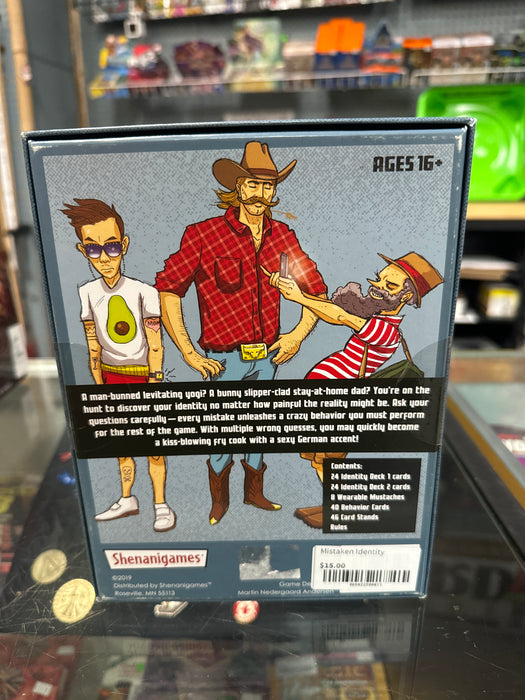 AGES 16+
A man-bunned levitating yogi? A bunny slipper-clad stay-at-home dad? You're on the
hunt to discover your identity no matter how painful the reality might be. Ask your
questions carefully—every mistake unleashes a crazy behavior you must perform
for the rest of the game. With multiple wrong guesses, you may quickly become
a kiss-blowing fry cook with a sexy German accent!
Contents:
24 Identity Deck 1 cards
24 Identity Deck 2 cards
8 Wearable Mustaches
40 Behavior Cards
46 Card Stands
Rules
Shenanigames
©2019
Distributed by Shenanigames™
Roseville, MN 55113
Game De
Martin Nedergaard Andersen
Mistaken Identity
$15.00